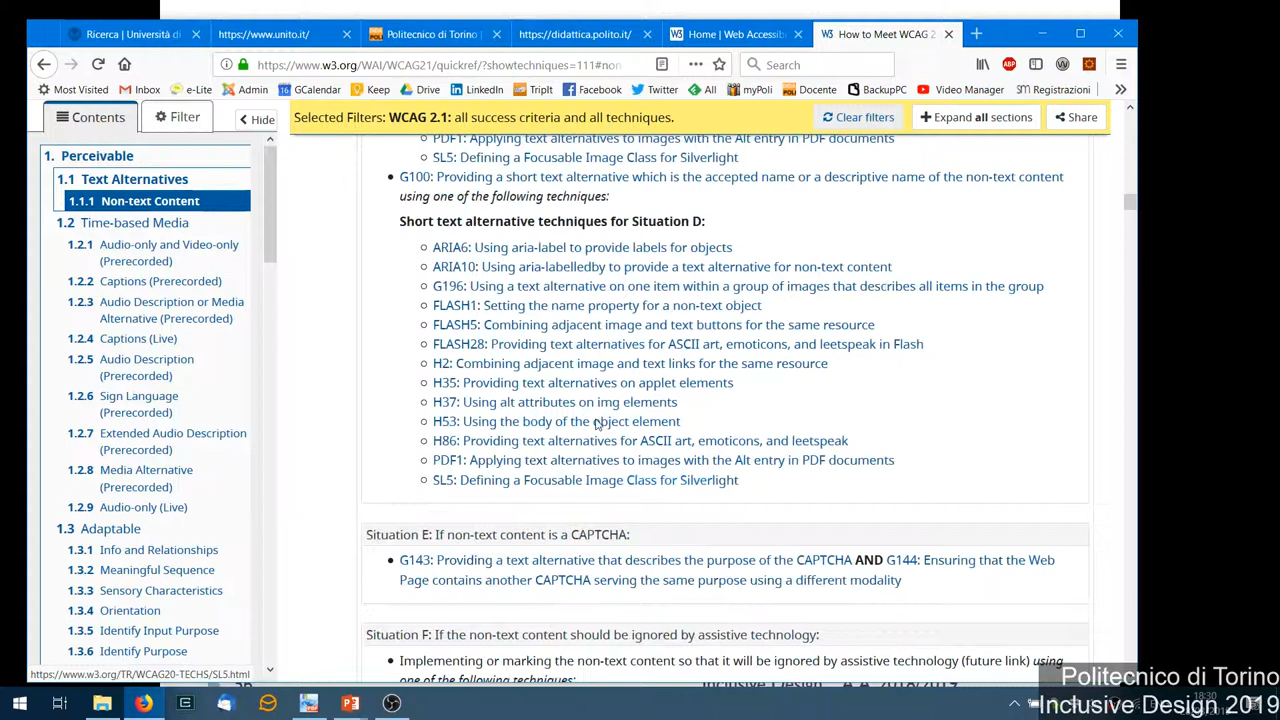 Ricerca | Università d
https://www.unito.it/
Politecnico di Torino |
https://didattica.polito.it/
Home | Web Accessib
How to Meet WCAG 2
https://www.w3.org/WAI/WCAG21/quickref/?showtechniques=111#non
Search
Most Visited
Inbox
e-Lite
Admin
GCalendar
Keep
Drive
LinkedIn
TripIt
Facebook
Twitter
All
myPoli
Docente
BackupPC
Video Manager
SM Registrazioni
Contents
Filter
Hide
Selected Filters: WCAG 2.1: all success criteria and all techniques.
Clear filters
Expand all sections
Share
1. Perceivable
1.1 Text Alternatives
1.1.1 Non-text Content
1.2 Time-based Media
1.2.1 Audio-only and Video-only
(Prerecorded)
1.2.2 Captions (Prerecorded)
1.2.3 Audio Description or Media
Alternative (Prerecorded)
1.2.4 Captions (Live)
1.2.5 Audio Description
(Prerecorded)
1.2.6 Sign Language
(Prerecorded)
1.2.7 Extended Audio Description
(Prerecorded)
1.2.8 Media Alternative
(Prerecorded)
1.2.9 Audio-only (Live)
1.3 Adaptable
1.3.1 Info and Relationships
1.3.2 Meaningful Sequence
1.3.3 Sensory Characteristics
1.3.4 Orientation
1.3.5 Identify Input Purpose
1.3.6 Identify Purpose
PDF1: Applying text alternatives to images with the Alt entry in PDF documents
SL5: Defining a Focusable Image Class for Silverlight
G100: Providing a short text alternative which is the accepted name or a descriptive name of the non-text content
using one of the following techniques:
Short text alternative techniques for Situation D:
ARIA6: Using aria-label to provide labels for objects
ARIA10: Using aria-labelledby to provide a text alternative for non-text content
G196: Using a text alternative on one item within a group of images that describes all items in the group
FLASH1: Setting the name property for a non-text object
FLASH5: Combining adjacent image and text buttons for the same resource
FLASH28: Providing text alternatives for ASCII art, emoticons, and leetspeak in Flash
H2: Combining adjacent image and text links for the same resource
H35: Providing text alternatives on applet elements
H37: Using alt attributes on img elements
H53: Using the body of the object element
H86: Providing text alternatives for ASCII art, emoticons, and leetspeak
PDF1: Applying text alternatives to images with the Alt entry in PDF documents
SL5: Defining a Focusable Image Class for Silverlight
Situation E: If non-text content is a CAPTCHA:
G143: Providing a text alternative that describes the purpose of the CAPTCHA AND G144: Ensuring that the Web
Page contains another CAPTCHA serving the same purpose using a different modality
Situation F: If the non-text content should be ignored by assistive technology:
Implementing or marking the non-text content so that it will be ignored by assistive technology (future link) using
one of the following techniques:
https://www.w3.org/TR/WCAG20-TECHS/SL5.html
Inclusive Design
A.A. 2018/2019
Politecnico di Torino
Inclusive Design 2019
18:30